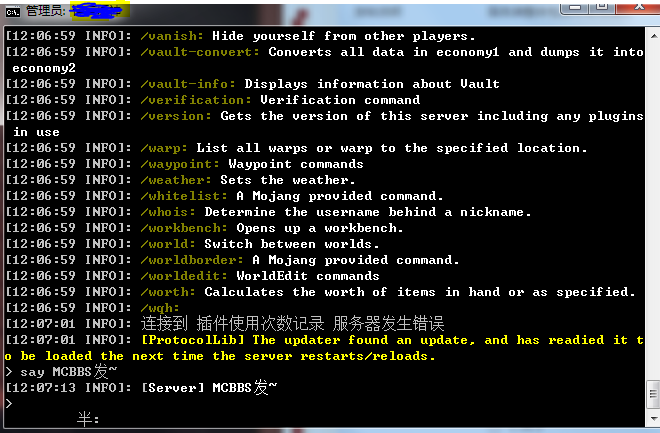 管理员:
[12:06:59 INFO]: /vanish: Hide yourself from other players.
[12:06:59 INFO]: /vault-convert: Converts all data in economy1 and dumps it into
economy2
[12:06:59 INFO]: /vault-info: Displays information about Vault
[12:06:59 INFO]: /verification: Verification command
[12:06:59 INFO]: /version: Gets the version of this server including any plugins
in use
[12:06:59 INFO]: /warp: List all warps or warp to the specified location.
[12:06:59 INFO]: /waypoint: Waypoint commands
[12:06:59 INFO]: /weather: Sets the weather.
[12:06:59 INFO]: /whitelist: A Mojang provided command.
[12:06:59 INFO]: /whois: Determine the username behind a nickname.
[12:06:59 INFO]: /workbench: Opens up a workbench.
[12:06:59 INFO]: /world: Switch between worlds.
[12:06:59 INFO]: /worldborder: A Mojang provided command.
[12:06:59 INFO]: /worldedit: WorldEdit commands
[12:06:59 INFO]: /worth: Calculates the worth of items in hand or as specified.
[12:06:59 INFO]: /wqh:
[12:07:01 INFO]: 连接到 插件使用次数记录 服务器发生错误
[12:07:01 INFO]: [ProtocolLib] The updater found an update, and has readied it t
o be loaded the next time the server restarts/reloads.
> say MCBBS发~
[12:07:13 INFO]: [Server] MCBBS发~
>
半: